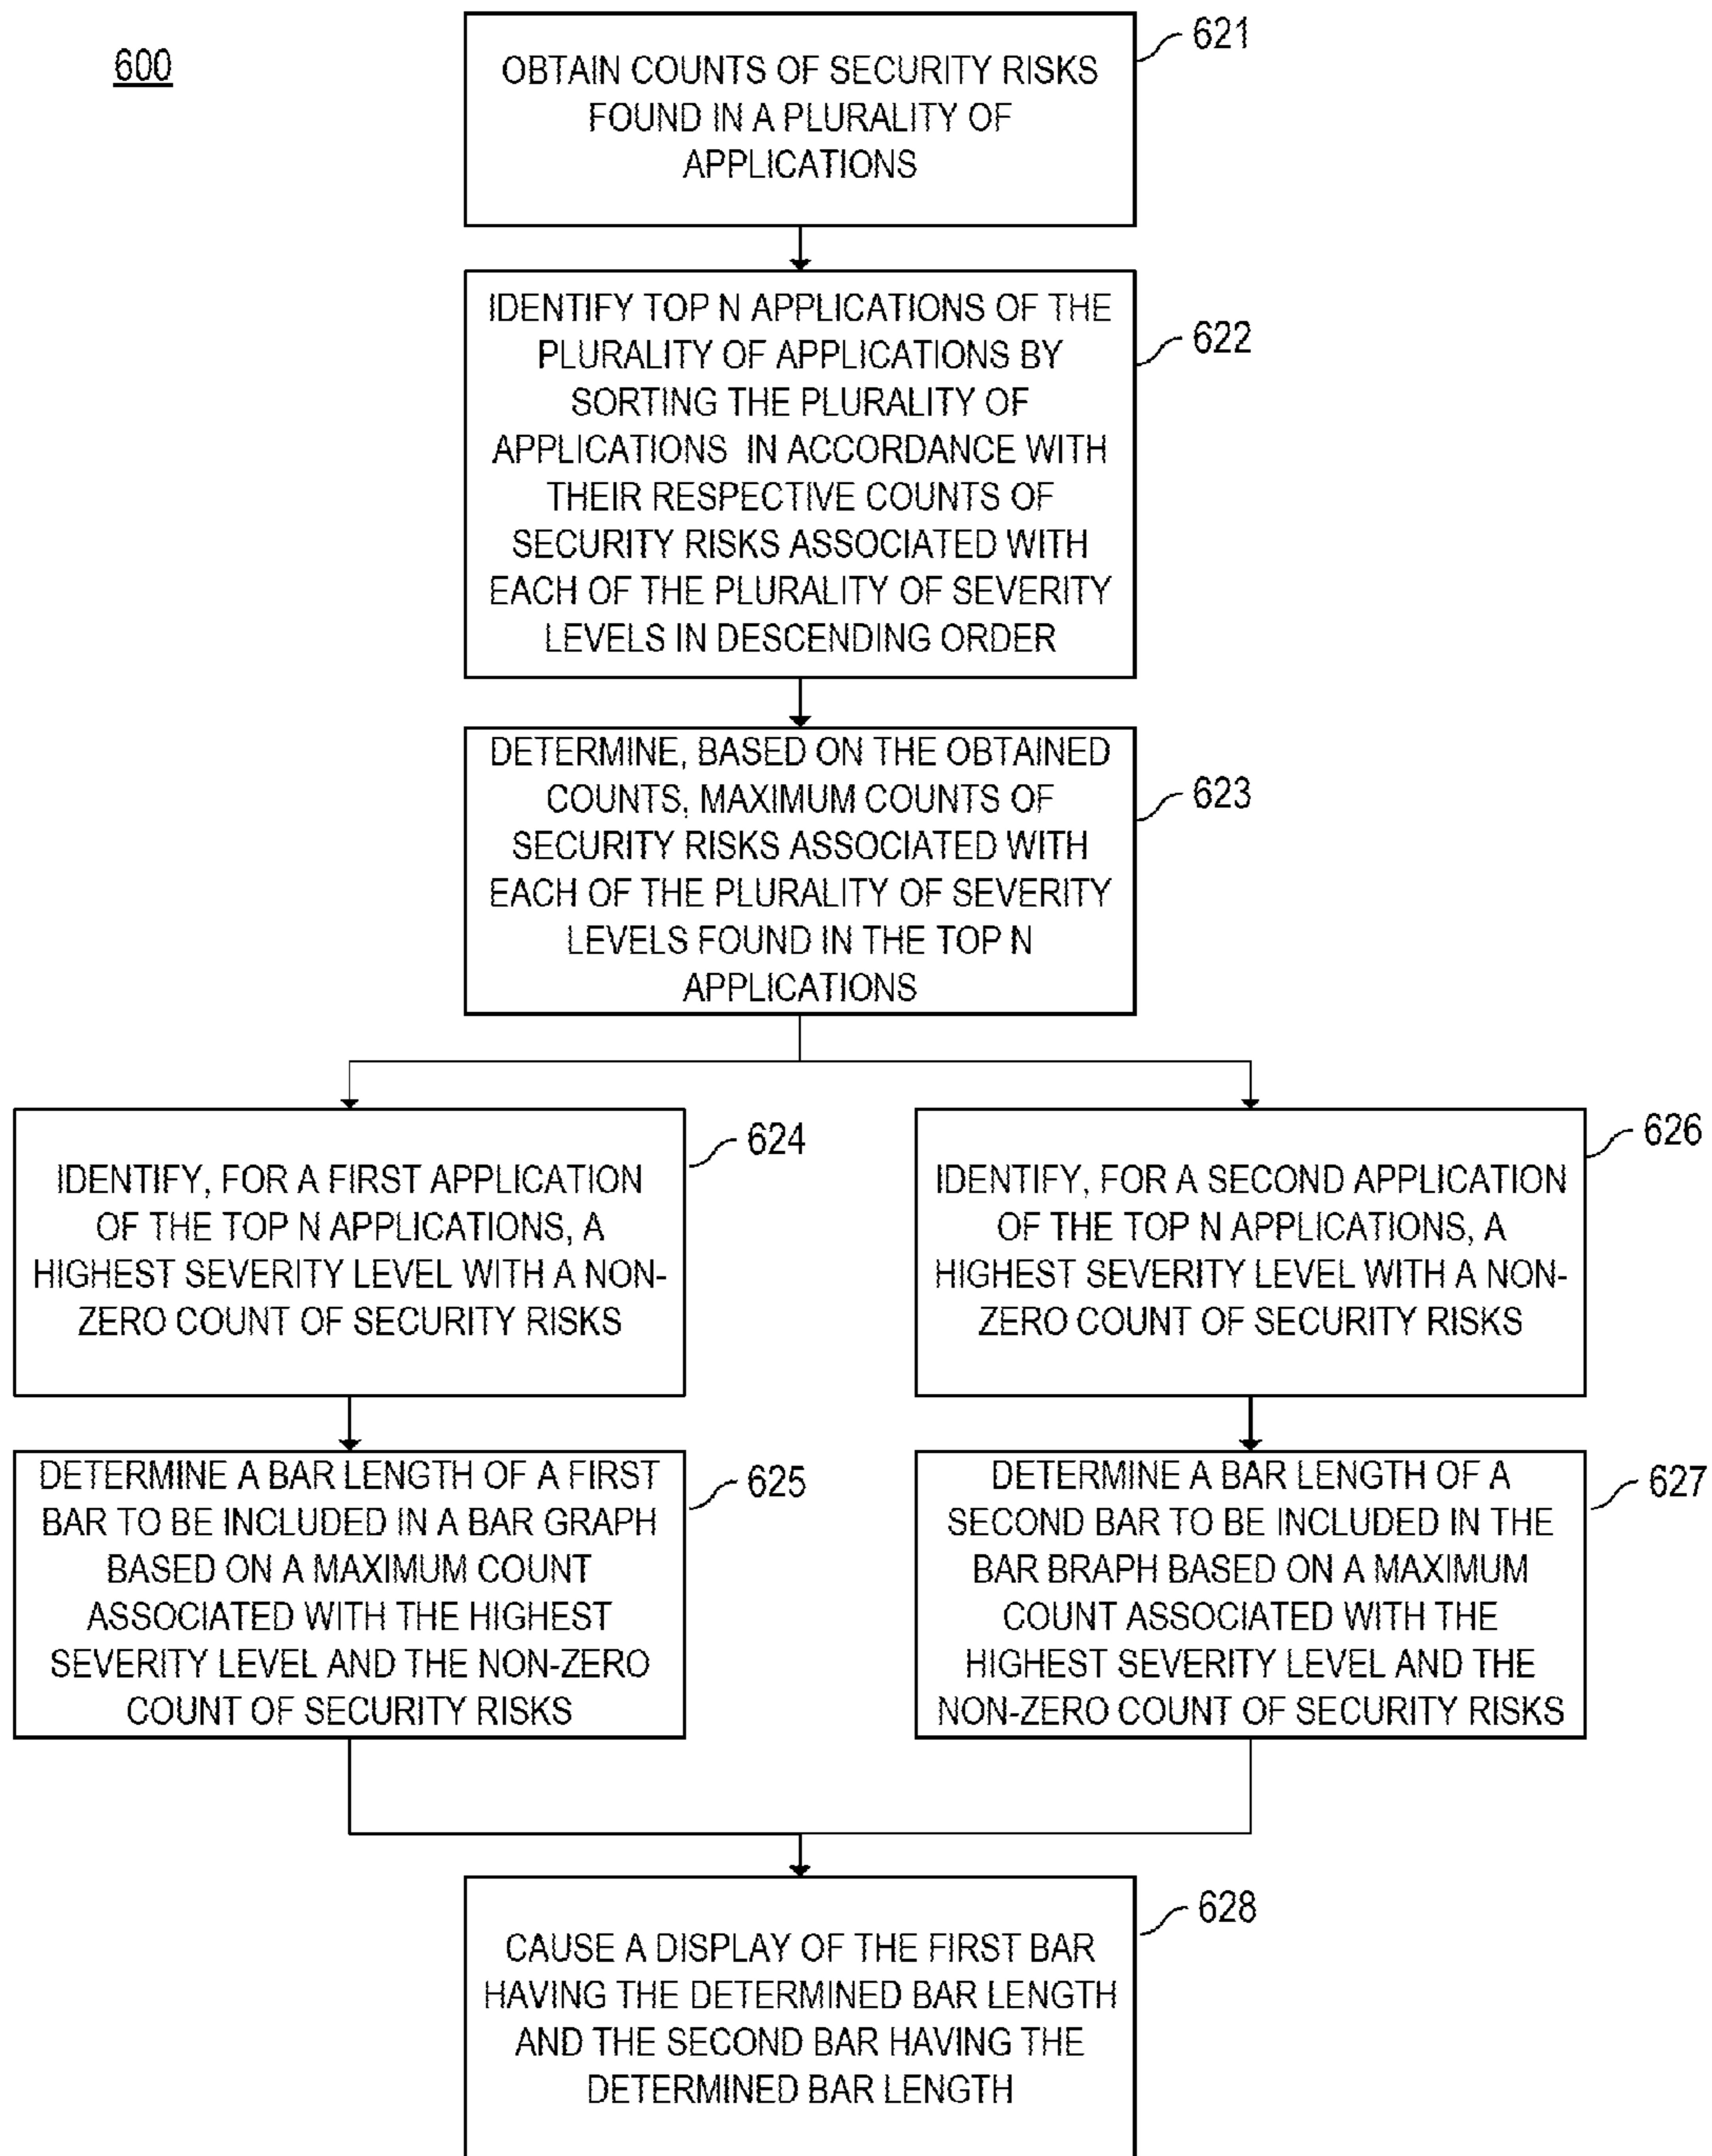 600
621
OBTAIN COUNTS OF SECURITY RISKS
FOUND IN A PLURALITY OF
APPLICATIONS
622
IDENTIFY TOP N APPLICATIONS OF THE
PLURALITY OF APPLICATIONS BY
SORTING THE PLURALITY OF
APPLICATIONS IN ACCORDANCE WITH
THEIR RESPECTIVE COUNTS OF
SECURITY RISKS ASSOCIATED WITH
EACH OF THE PLURALITY OF SEVERITY
LEVELS IN DESCENDING ORDER
623
DETERMINE, BASED ON THE OBTAINED
COUNTS, MAXIMUM COUNTS OF
SECURITY RISKS ASSOCIATED WITH
EACH OF THE PLURALITY OF SEVERITY
LEVELS FOUND IN THE TOP N
APPLICATIONS
624
IDENTIFY, FOR A FIRST APPLICATION
OF THE TOP N APPLICATIONS, A
HIGHEST SEVERITY LEVEL WITH A NON-
ZERO COUNT OF SECURITY RISKS
626
IDENTIFY, FOR A SECOND APPLICATION
OF THE TOP N APPLICATIONS, A
HIGHEST SEVERITY LEVEL WITH A NON-
ZERO COUNT OF SECURITY RISKS
625
DETERMINE A BAR LENGTH OF A FIRST
BAR TO BE INCLUDED IN A BAR GRAPH
BASED ON A MAXIMUM COUNT
ASSOCIATED WITH THE HIGHEST
SEVERITY LEVEL AND THE NON-ZERO
COUNT OF SECURITY RISKS
627
DETERMINE A BAR LENGTH OF A
SECOND BAR TO BE INCLUDED IN THE
BAR BRAPH BASED ON A MAXIMUM
COUNT ASSOCIATED WITH THE
HIGHEST SEVERITY LEVEL AND THE
NON-ZERO COUNT OF SECURITY RISKS
628
CAUSE A DISPLAY OF THE FIRST BAR
HAVING THE DETERMINED BAR LENGTH
AND THE SECOND BAR HAVING THE
DETERMINED BAR LENGTH